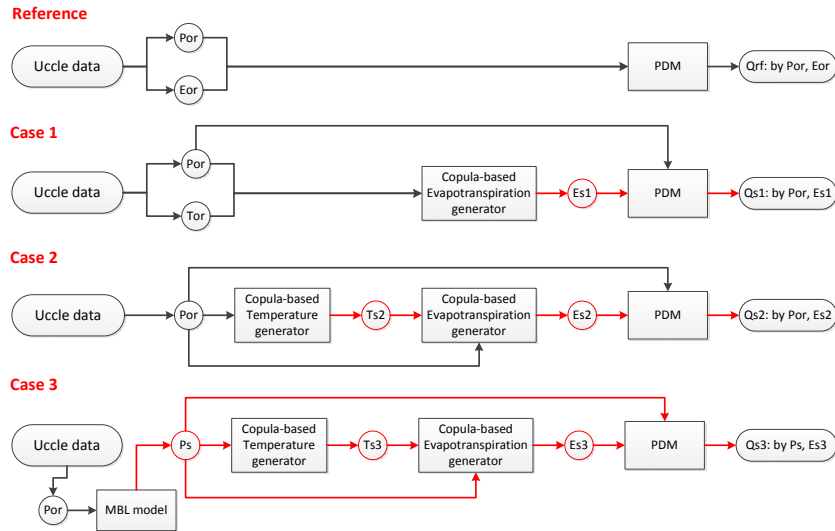 Reference
Uccle data
Por
Eor
PDM
Qrf: by Por, Eor
Case 1
Uccle data
Por
Tor
Copula-based
Evapotranspiration
generator
Es1
PDM
Qs1: by Por, Es1
Case 2
Uccle data
Por
Copula-based
Temperature
generator
Ts2
Copula-based
Evapotranspiration
generator
Es2
PDM
Qs2: by Por, Es2
Case 3
Uccle data
Por
MBL model
Ps
Copula-based
Temperature
generator
Ts3
Copula-based
Evapotranspiration
generator
Es3
PDM
Qs3: by Ps, Es3